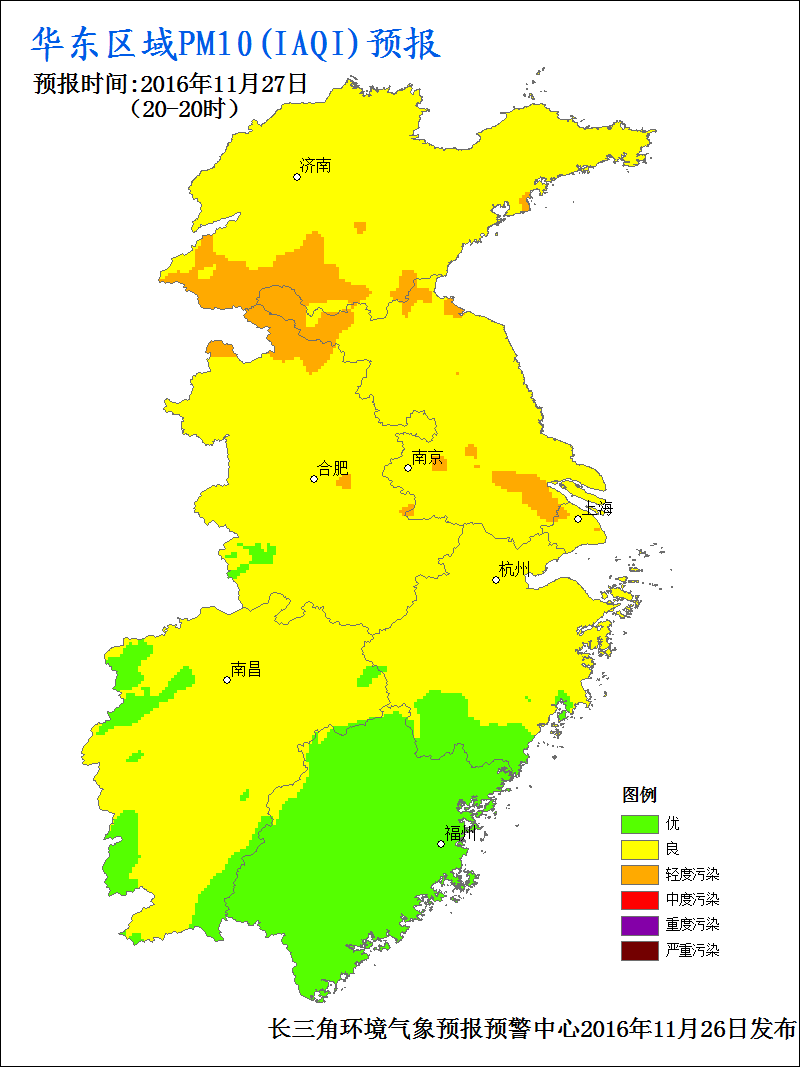 华东区域PM10(IAQI)预报
预报时间:2016年11月27日
（20-20时）
济南
合肥
南京
上海
杭州
南昌
福州
图例
优
良
轻度污染
中度污染
重度污染
严重污染
长三角环境气象预报预警中心2016年11月26日发布